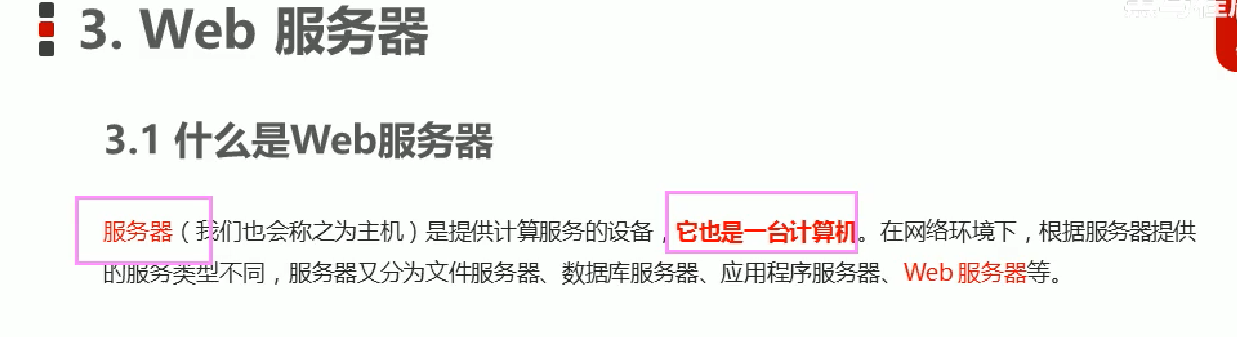 3. Web 服务器
3.1 什么是Web服务器
服务器（我们也会称之为主机）是提供计算服务的设备，它也是一台计算机。在网络环境下，根据服务器提供
的服务类型不同，服务器又分为文件服务器、数据库服务器、应用程序服务器、Web 服务器等。